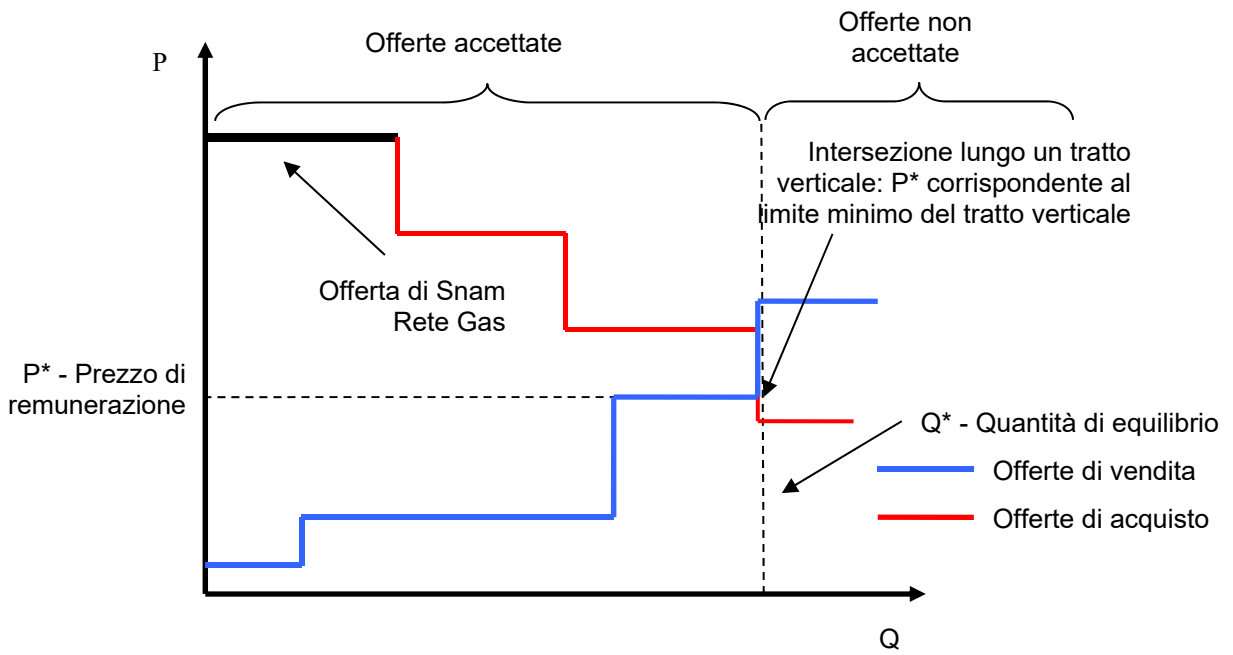 Offerte accettate
Offerte non
accettate
P
Intersezione lungo un tratto
verticale: P* corrispondente al
limite minimo del tratto verticale
Offerta di Snam
Rete Gas
P* - Prezzo di
remunerazione
Q* - Quantità di equilibrio
Offerte di vendita
Offerte di acquisto
Q